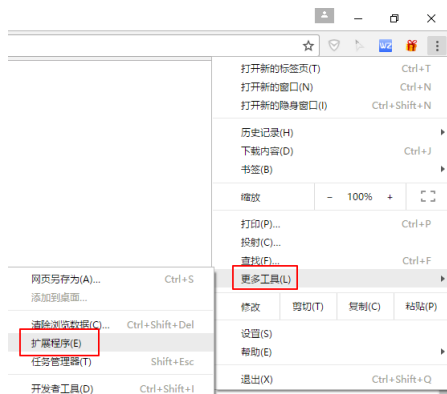 WZ
打开新的标签页(T) Ctrl+T
打开新的窗口(N) Ctrl+N
打开新的隐身窗口(I) Ctrl+Shift+N
历史记录(H)
下载内容(D) Ctrl+J
书签(B)
缩放 - 100% +
打印(P)... Ctrl+P
投射(C)...
查找(F)... Ctrl+F
更多工具(L)
修改 剪切(T) 复制(C) 粘贴(P)
设置(S)
帮助(E)
退出(X) Ctrl+Shift+Q
网页另存为(A)... Ctrl+S
添加到桌面...
清除浏览数据(C)... Ctrl+Shift+Del
扩展程序(E)
任务管理器(T) Shift+Esc
开发者工具(D) Ctrl+Shift+I